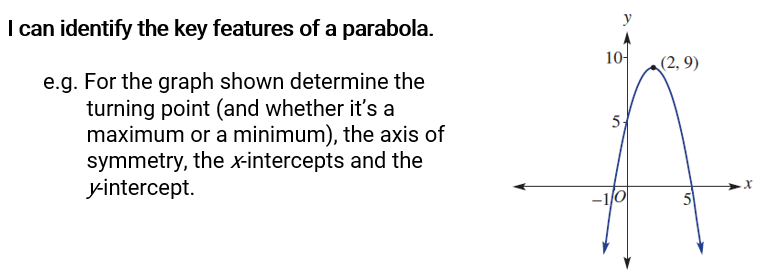 I can identify the key features of a parabola.
e.g. For the graph shown determine the
turning point (and whether it's a
maximum or a minimum), the axis of
symmetry, the x-intercepts and the
y-intercept.
y
10
(2, 9)
5
x
−1
O
5